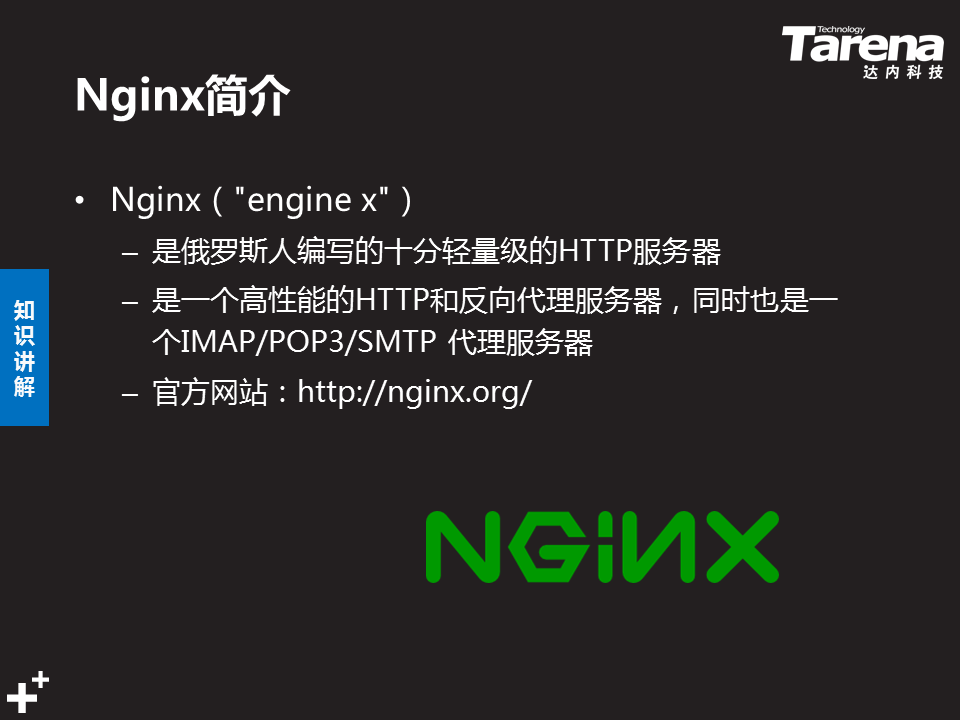 Technology
Tarena
达内科技
Nginx简介
• Nginx（"engine x"）
– 是俄罗斯人编写的十分轻量级的HTTP服务器
– 是一个高性能的HTTP和反向代理服务器，同时也是一
个IMAP/POP3/SMTP 代理服务器
– 官方网站：http://nginx.org/
知
识
讲
解
NGiNX